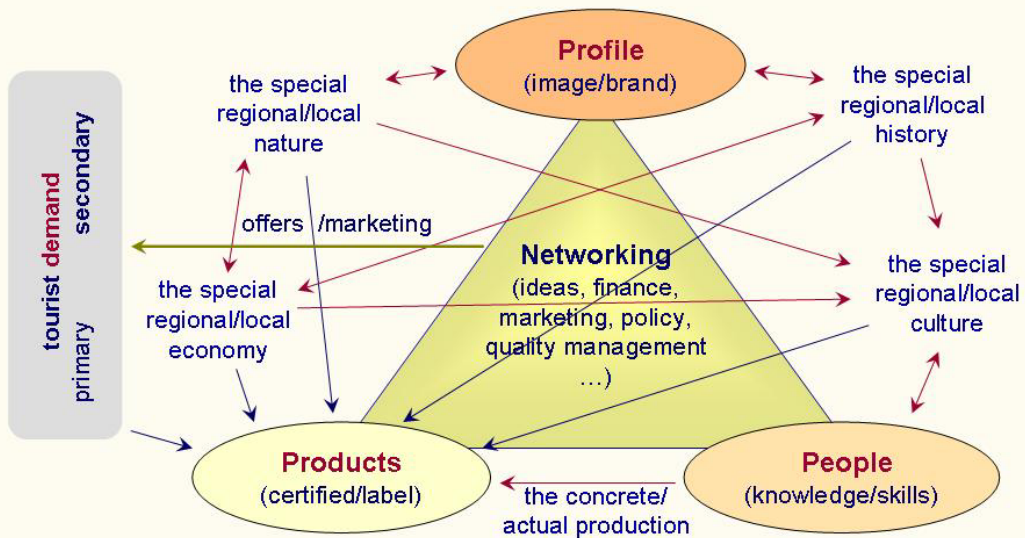 Profile
(image/brand)
the special
regional/local
nature
the special
regional/local
history
tourist demand
primary secondary
offers /marketing
Networking
(ideas, finance,
marketing, policy,
quality management
…)
the special
regional/local
economy
the special
regional/local
culture
Products
(certified/label)
the concrete/
actual production
People
(knowledge/skills)